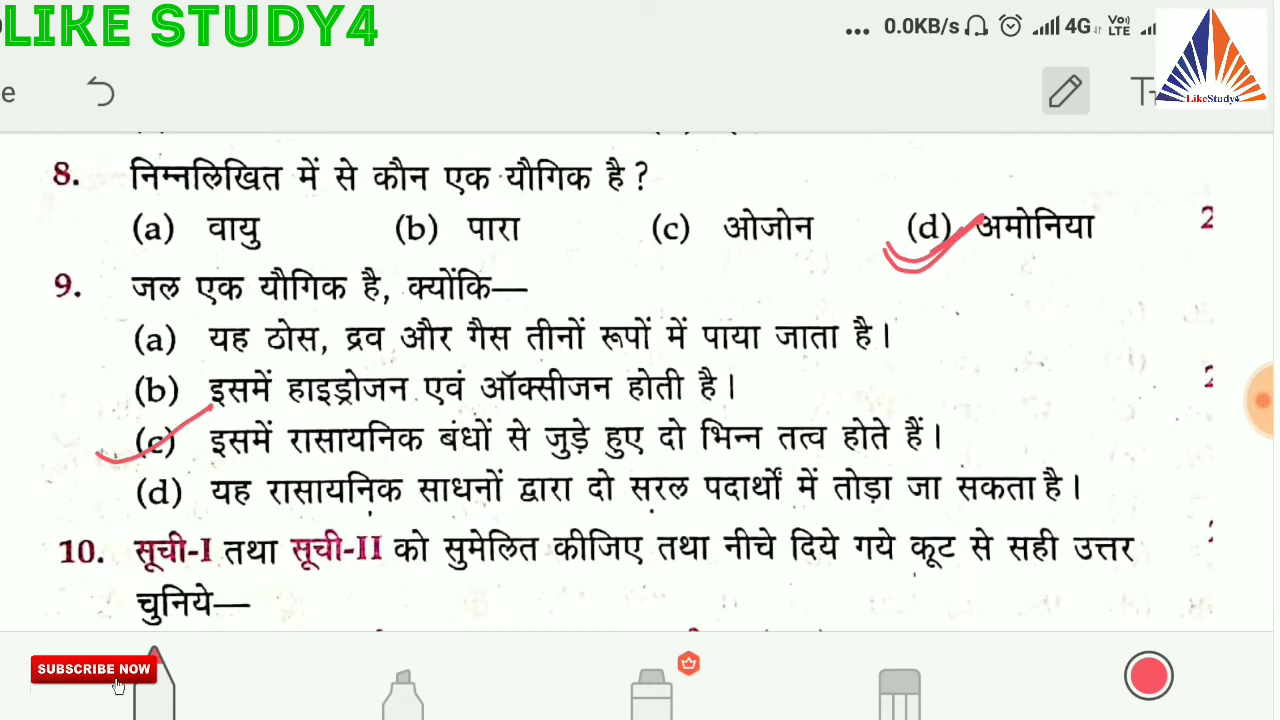 LIKE STUDY4
... 0.0KB/s 4G Vo) LTE
LikeStudy4
e
8. निम्नलिखित में से कौन एक यौगिक है ?
(a) वायु (b) पारा (c) ओजोन (d) अमोनिया
9. जल एक यौगिक है, क्योंकि—
(a) यह ठोस, द्रव और गैस तीनों रूपों में पाया जाता है।
(b) इसमें हाइड्रोजन एवं ऑक्सीजन होती है।
(c) इसमें रासायनिक बंधों से जुड़े हुए दो भिन्न तत्व होते हैं।
(d) यह रासायनिक साधनों द्वारा दो सरल पदार्थों में तोड़ा जा सकता है।
10. सूची-I तथा सूची-II को सुमेलित कीजिए तथा नीचे दिये गये कूट से सही उत्तर
चुनिये—
SUBSCRIBE NOW